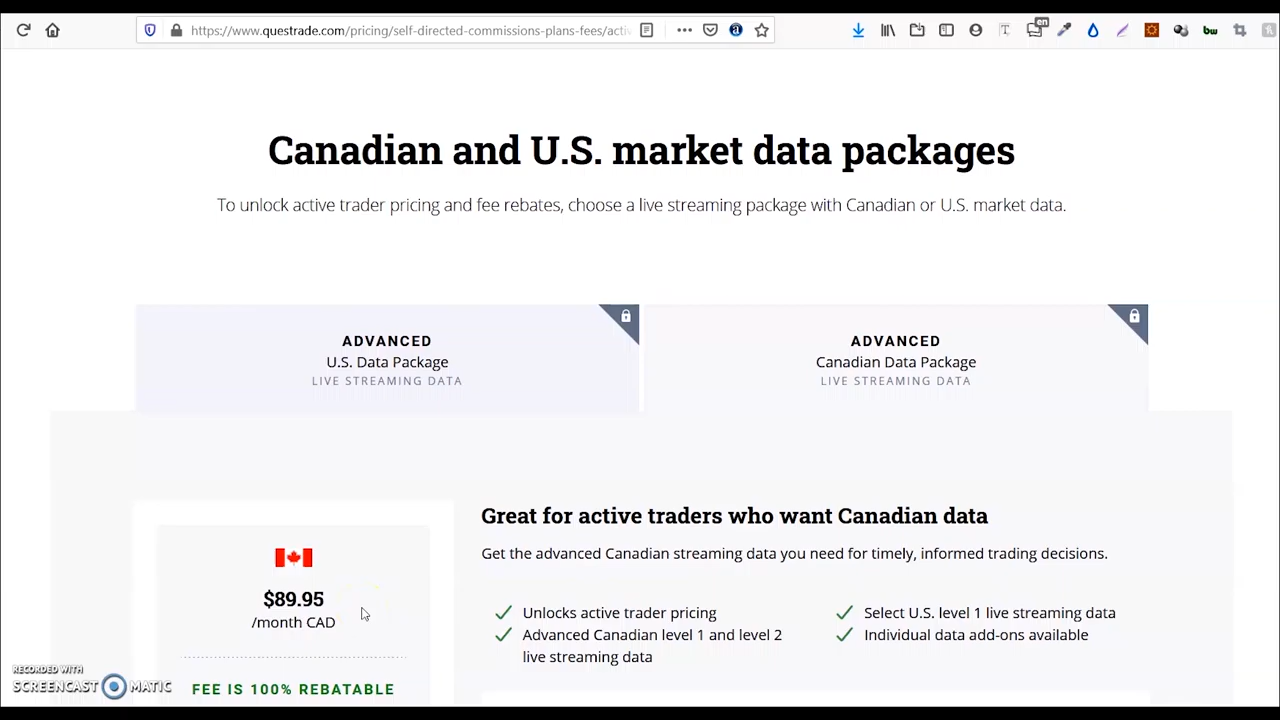 https://www.questrade.com/pricing/self-directed-commissions-plans-fees/activ
en
bw
Canadian and U.S. market data packages
To unlock active trader pricing and fee rebates, choose a live streaming package with Canadian or U.S. market data.
ADVANCED
U.S. Data Package
LIVE STREAMING DATA
ADVANCED
Canadian Data Package
LIVE STREAMING DATA
$89.95
/month CAD
FEE IS 100% REBATABLE
Great for active traders who want Canadian data
Get the advanced Canadian streaming data you need for timely, informed trading decisions.
Unlocks active trader pricing
Advanced Canadian level 1 and level 2
live streaming data
Select U.S. level 1 live streaming data
Individual data add-ons available
RECORDED WITH
SCREENCAST MATIC